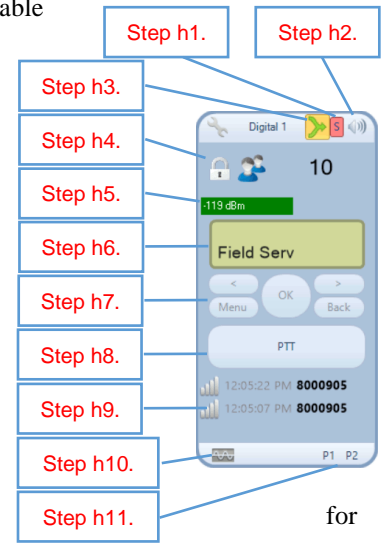 able
Step h1.
Step h2.
Step h3.
Digital 1 S
Step h4.
10
Step h5.
-119 dBm
Step h6.
Field Serv
Step h7.
< >
Menu OK Back
Step h8.
PTT
12:05:22 PM 8000905
Step h9.
12:05:07 PM 8000905
Step h10.
P1 P2
Step h11.
for